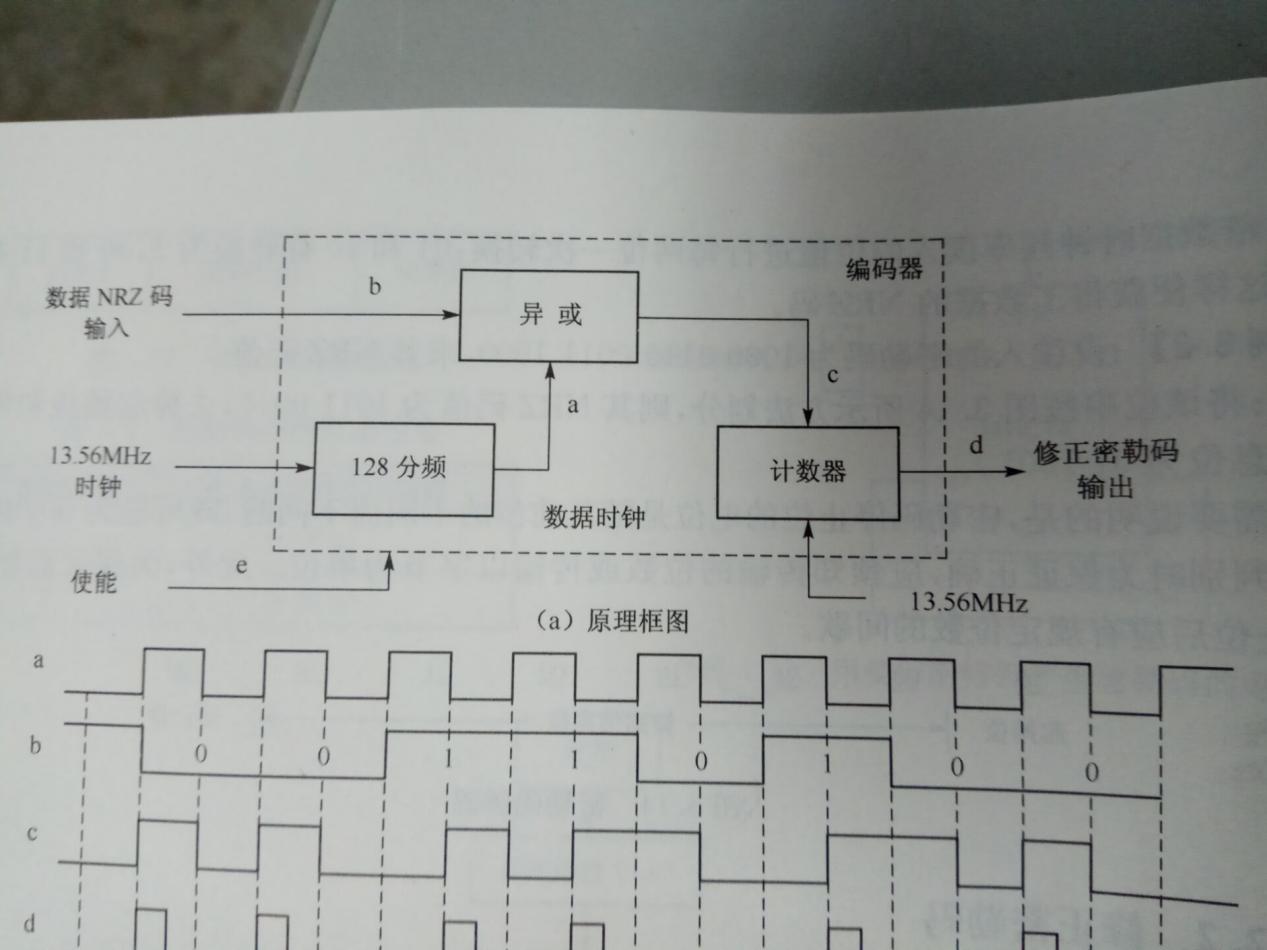 编码器
数据 NRZ 码
输入
b
异 或
c
a
13.56MHz
时钟
128 分频
计数器
d
修正密勒码
输出
数据时钟
使能
e
13.56MHz
(a) 原理框图
a
b
0 0 1 1 0 1 0 0
c
d